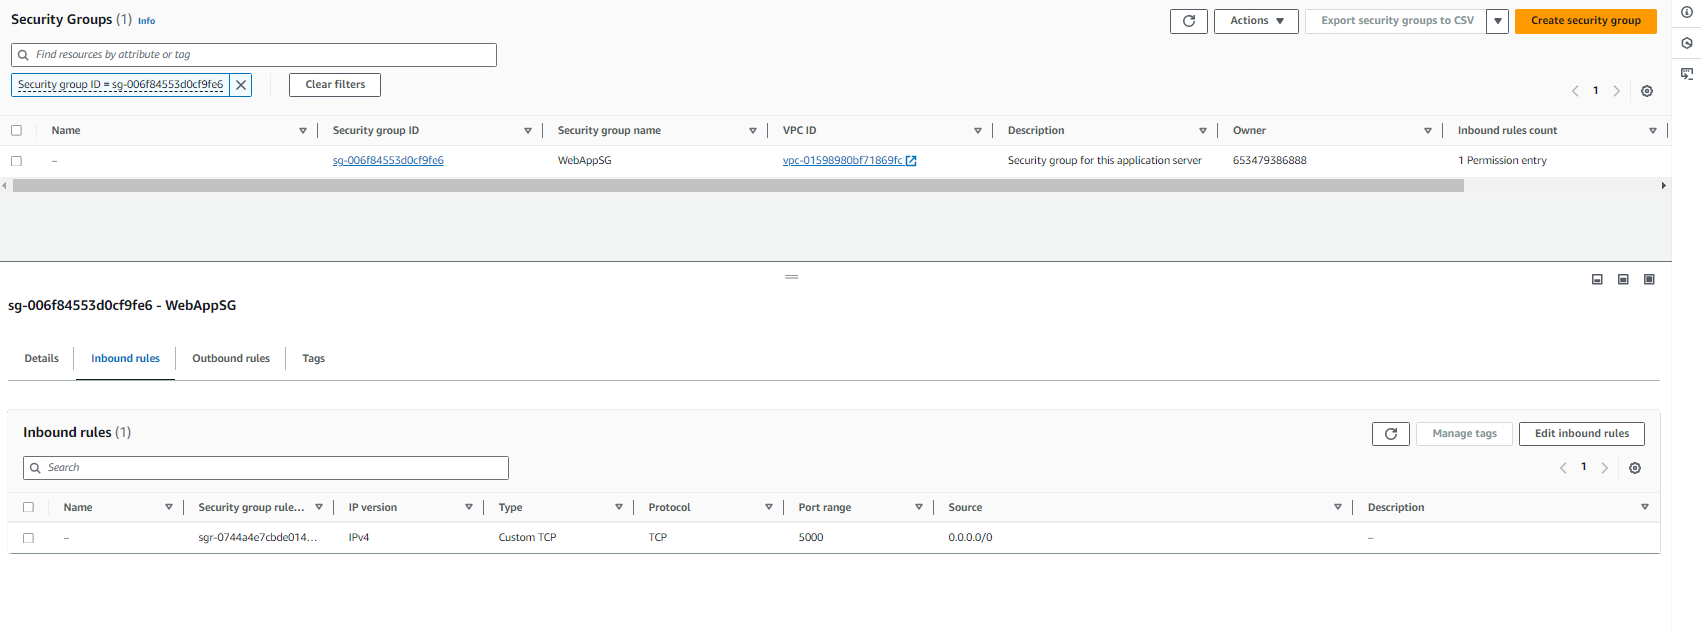 Security Groups (1) Info
Actions
Export security groups to CSV
Create security group
Find resources by attribute or tag
Security group ID = sg-006f84553d0cf9fe6
Clear filters
1
Name Security group ID Security group name VPC ID Description Owner Inbound rules count
– sg-006f84553d0cf9fe6 WebAppSG vpc-01598980bf71869fc Security group for this application server 653479386888 1 Permission entry
sg-006f84553d0cf9fe6 - WebAppSG
Details Inbound rules Outbound rules Tags
Inbound rules (1)
Manage tags
Edit inbound rules
Search
1
Name Security group rule... IP version Type Protocol Port range Source Description
– sgr-0744a4e7cbde014... IPv4 Custom TCP TCP 5000 0.0.0.0/0 –